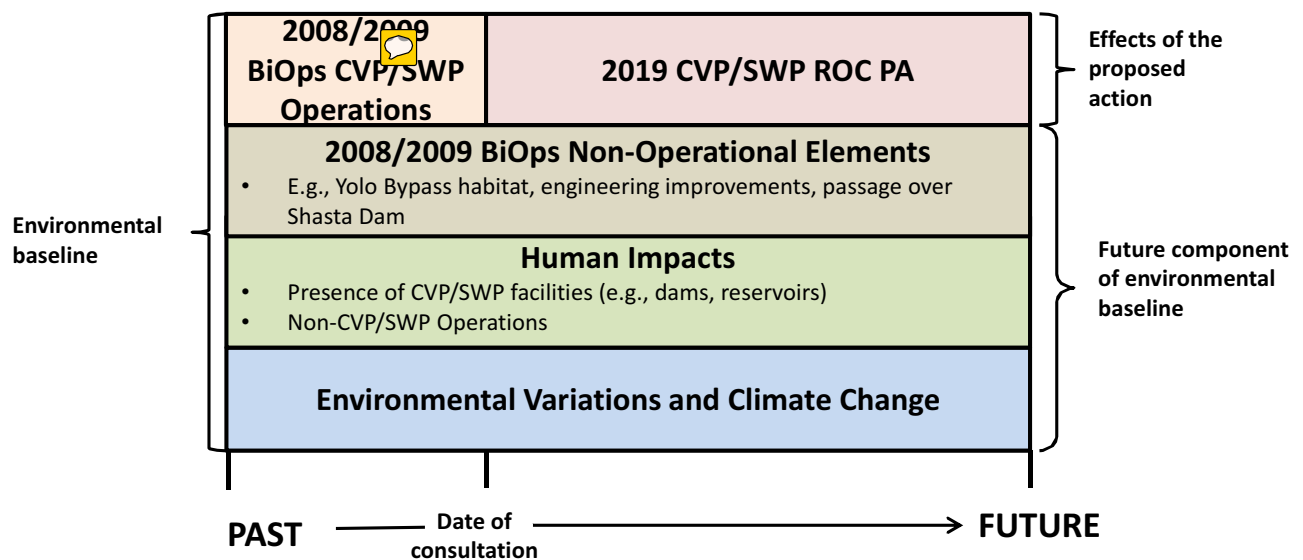 2008/2009
BiOps CVP/SWP
Operations
2019 CVP/SWP ROC PA
Effects of the
proposed
action
2008/2009 BiOps Non-Operational Elements
• E.g., Yolo Bypass habitat, engineering improvements, passage over
Shasta Dam
Environmental
baseline
Human Impacts
• Presence of CVP/SWP facilities (e.g., dams, reservoirs)
• Non-CVP/SWP Operations
Future component
of environmental
baseline
Environmental Variations and Climate Change
PAST
Date of
consultation
FUTURE